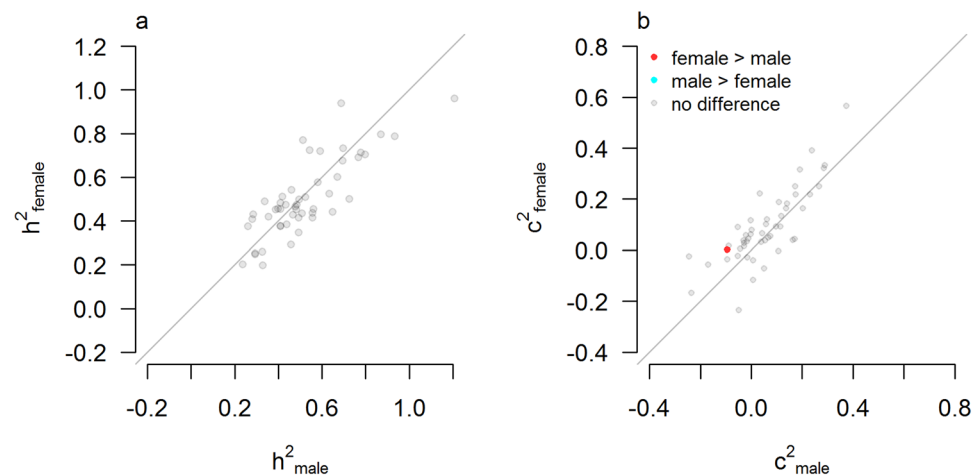 a
1.2
1.0
0.8
0.6
0.4
0.2
0.0
-0.2
h²female
-0.2 0.2 0.6 1.0
h²male
b
female > male
male > female
no difference
0.8
0.6
0.4
0.2
0.0
-0.2
-0.4
c²female
-0.4 0.0 0.4 0.8
c²male